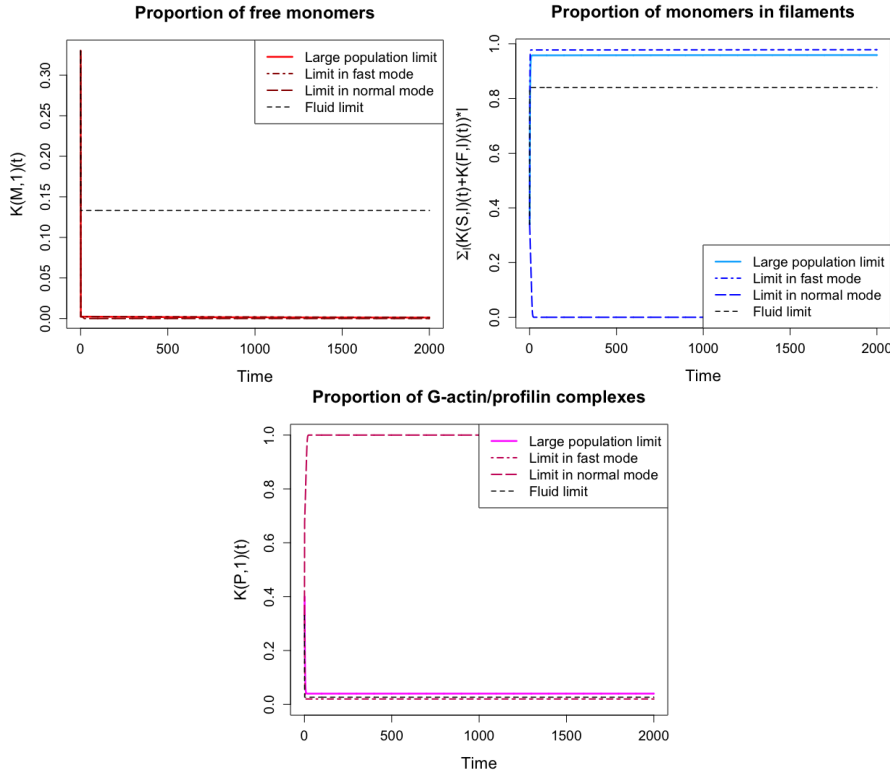 Proportion of free monomers
K(M,1)(t)
0.30
0.25
0.20
0.15
0.10
0.05
0.00
Large population limit
Limit in fast mode
Limit in normal mode
Fluid limit
0 500 1000 1500 2000
Time
Proportion of monomers in filaments
Σₗ(K(S,l)(t)+K(F,l)(t))*l
1.0
0.8
0.6
0.4
0.2
0.0
Large population limit
Limit in fast mode
Limit in normal mode
Fluid limit
0 500 1000 1500 2000
Time
Proportion of G-actin/profilin complexes
K(P,1)(t)
1.0
0.8
0.6
0.4
0.2
0.0
Large population limit
Limit in fast mode
Limit in normal mode
Fluid limit
0 500 1000 1500 2000
Time